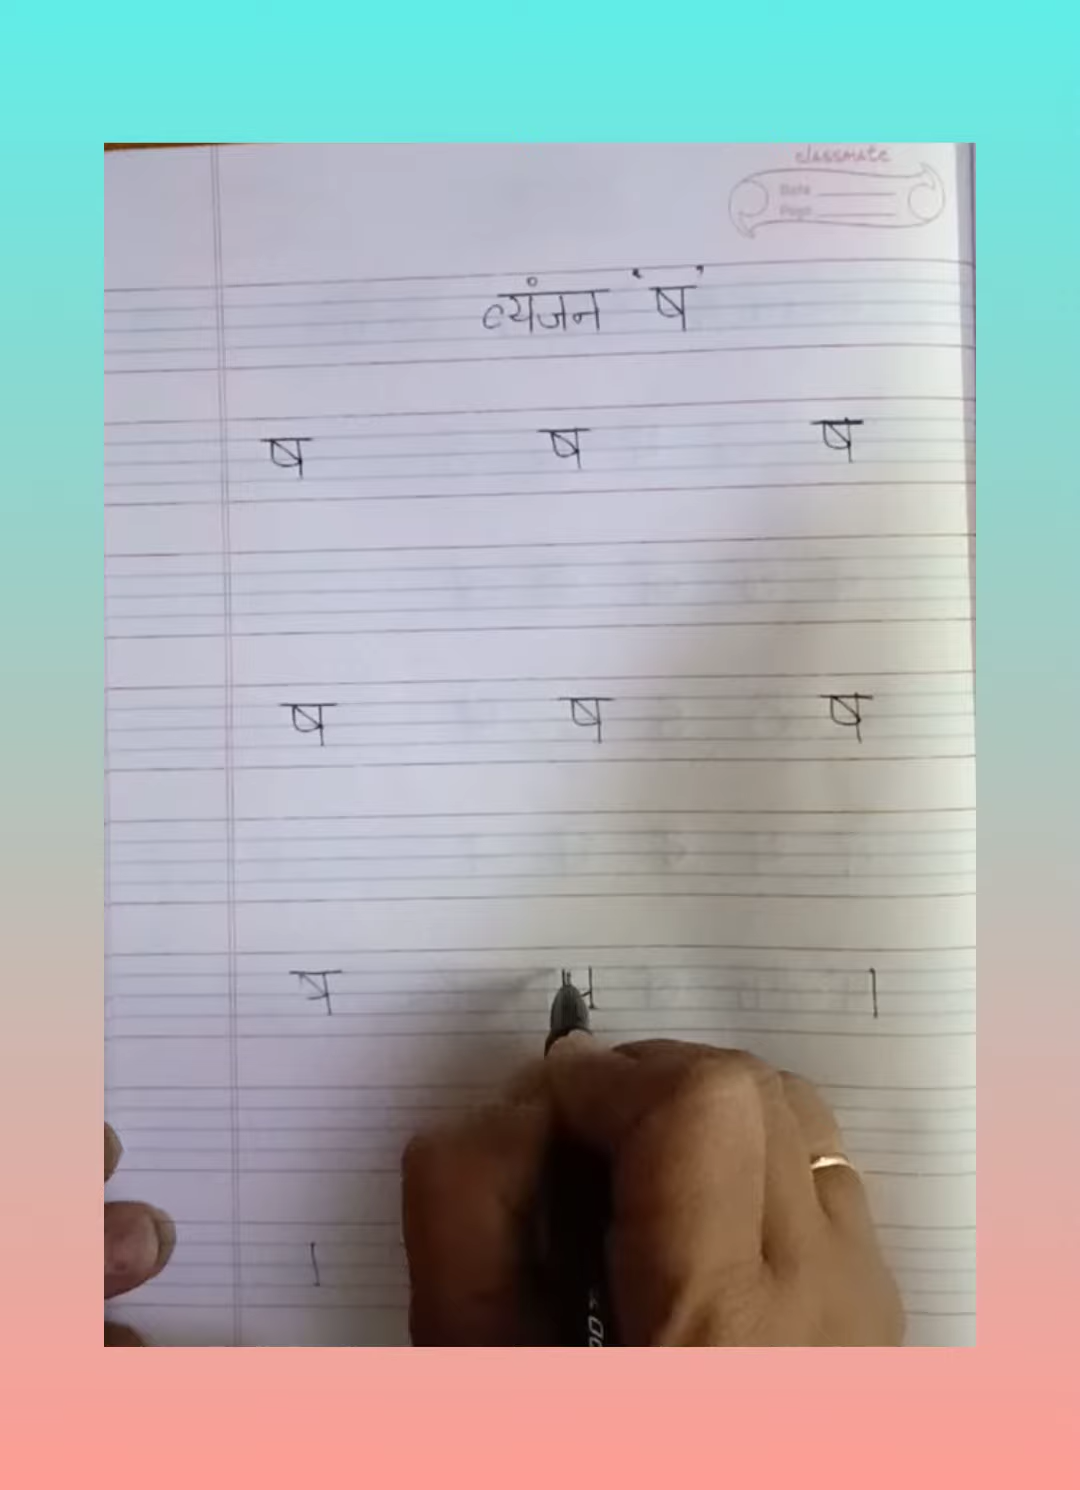 classmate
Date
Page
व्यंजन 'ष'
ष ष ष
ष ष ष